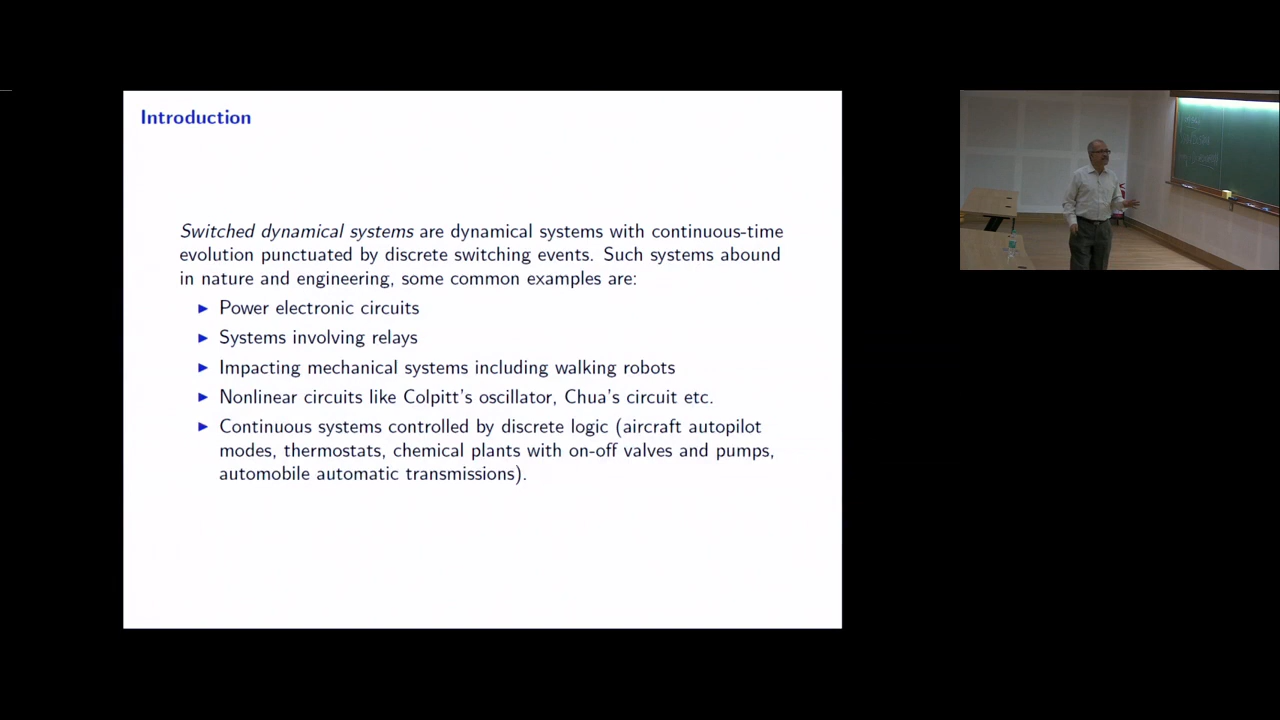 Introduction
Switched dynamical systems are dynamical systems with continuous-time
evolution punctuated by discrete switching events. Such systems abound
in nature and engineering, some common examples are:
▶ Power electronic circuits
▶ Systems involving relays
▶ Impacting mechanical systems including walking robots
▶ Nonlinear circuits like Colpitt's oscillator, Chua's circuit etc.
▶ Continuous systems controlled by discrete logic (aircraft autopilot
modes, thermostats, chemical plants with on-off valves and pumps,
automobile automatic transmissions).